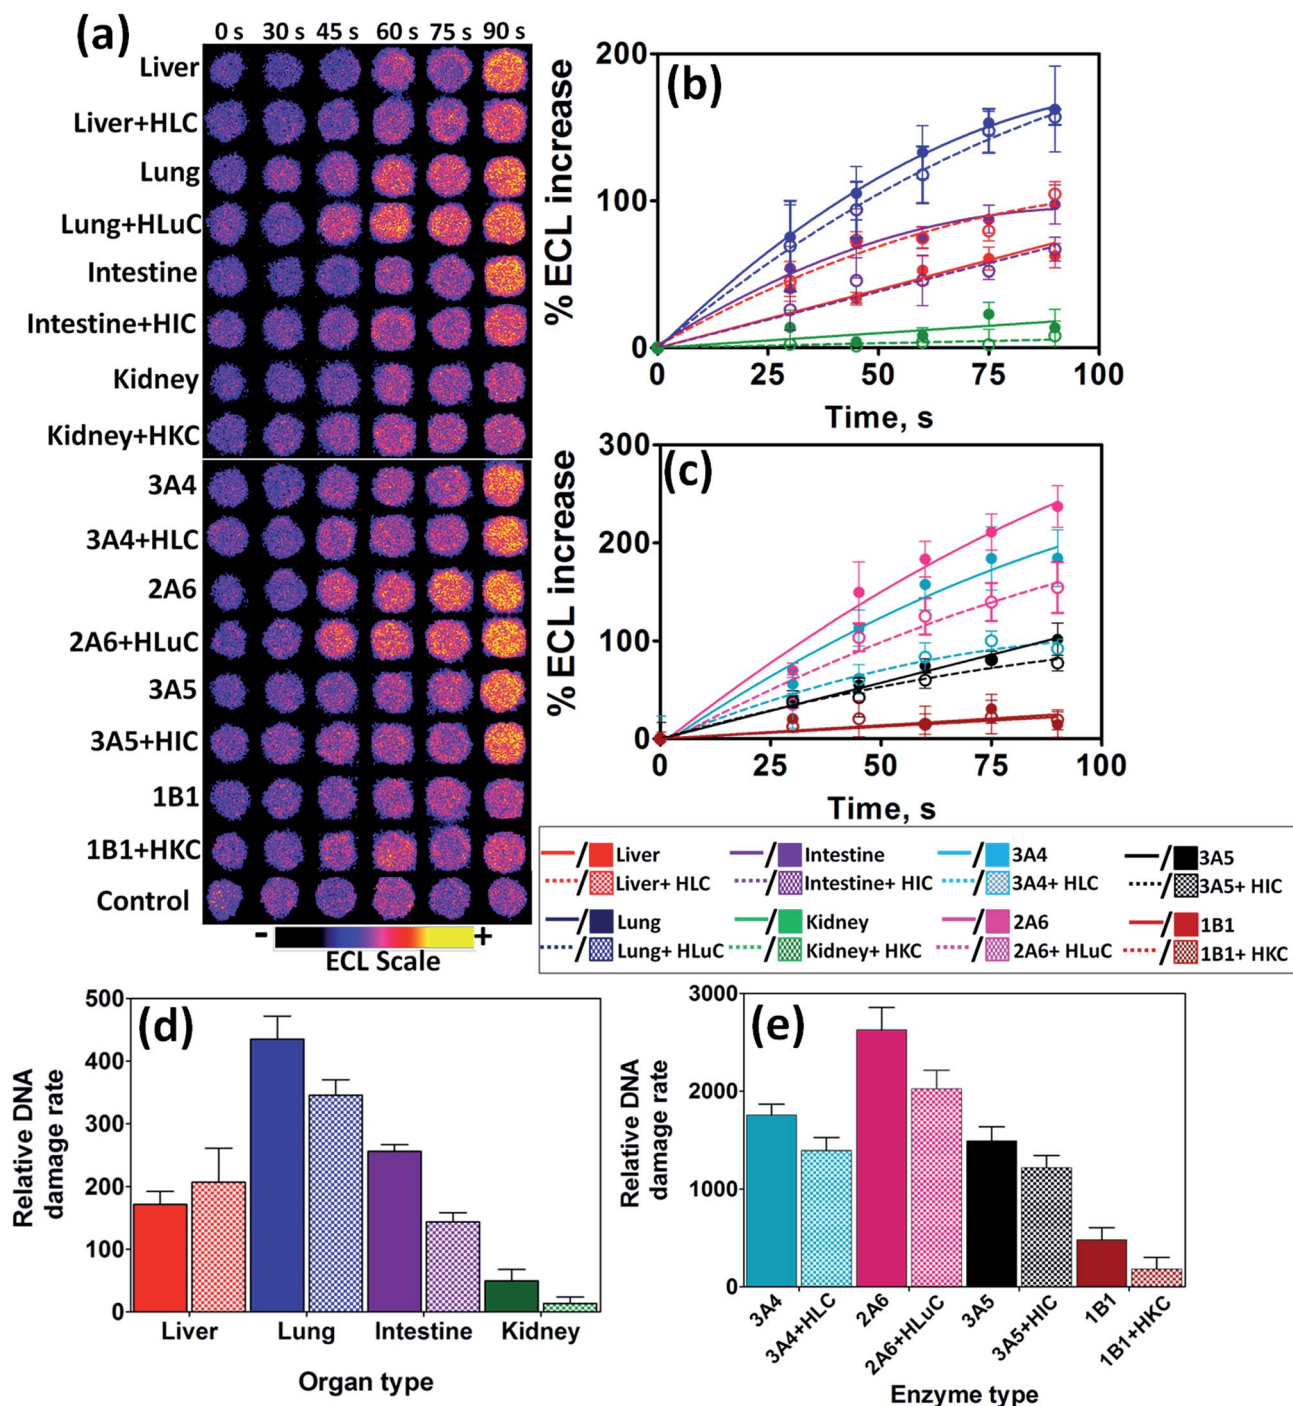 (a)
0 s 30 s 45 s 60 s 75 s 90 s
Liver
Liver+HLC
Lung
Lung+HLuC
Intestine
Intestine+HIC
Kidney
Kidney+HKC
3A4
3A4+HLC
2A6
2A6+HLuC
3A5
3A5+HIC
1B1
1B1+HKC
Control
- +
ECL Scale
(b)
% ECL increase
200
100
0
0 25 50 75 100
Time, s
(c)
% ECL increase
300
200
100
0
0 25 50 75 100
Time, s
/ Liver / Intestine / 3A4 / 3A5
/ Liver+ HLC / Intestine+ HIC / 3A4+ HLC / 3A5+ HIC
/ Lung / Kidney / 2A6 / 1B1
/ Lung+ HLuC / Kidney+ HKC / 2A6+ HLuC / 1B1+ HKC
(d)
Relative DNA
damage rate
500
400
300
200
100
0
Liver Lung Intestine Kidney
Organ type
(e)
Relative DNA
damage rate
3000
2000
1000
0
3A4
3A4+HLC
2A6
2A6+HLuC
3A5
3A5+HIC
1B1
1B1+HKC
Enzyme type